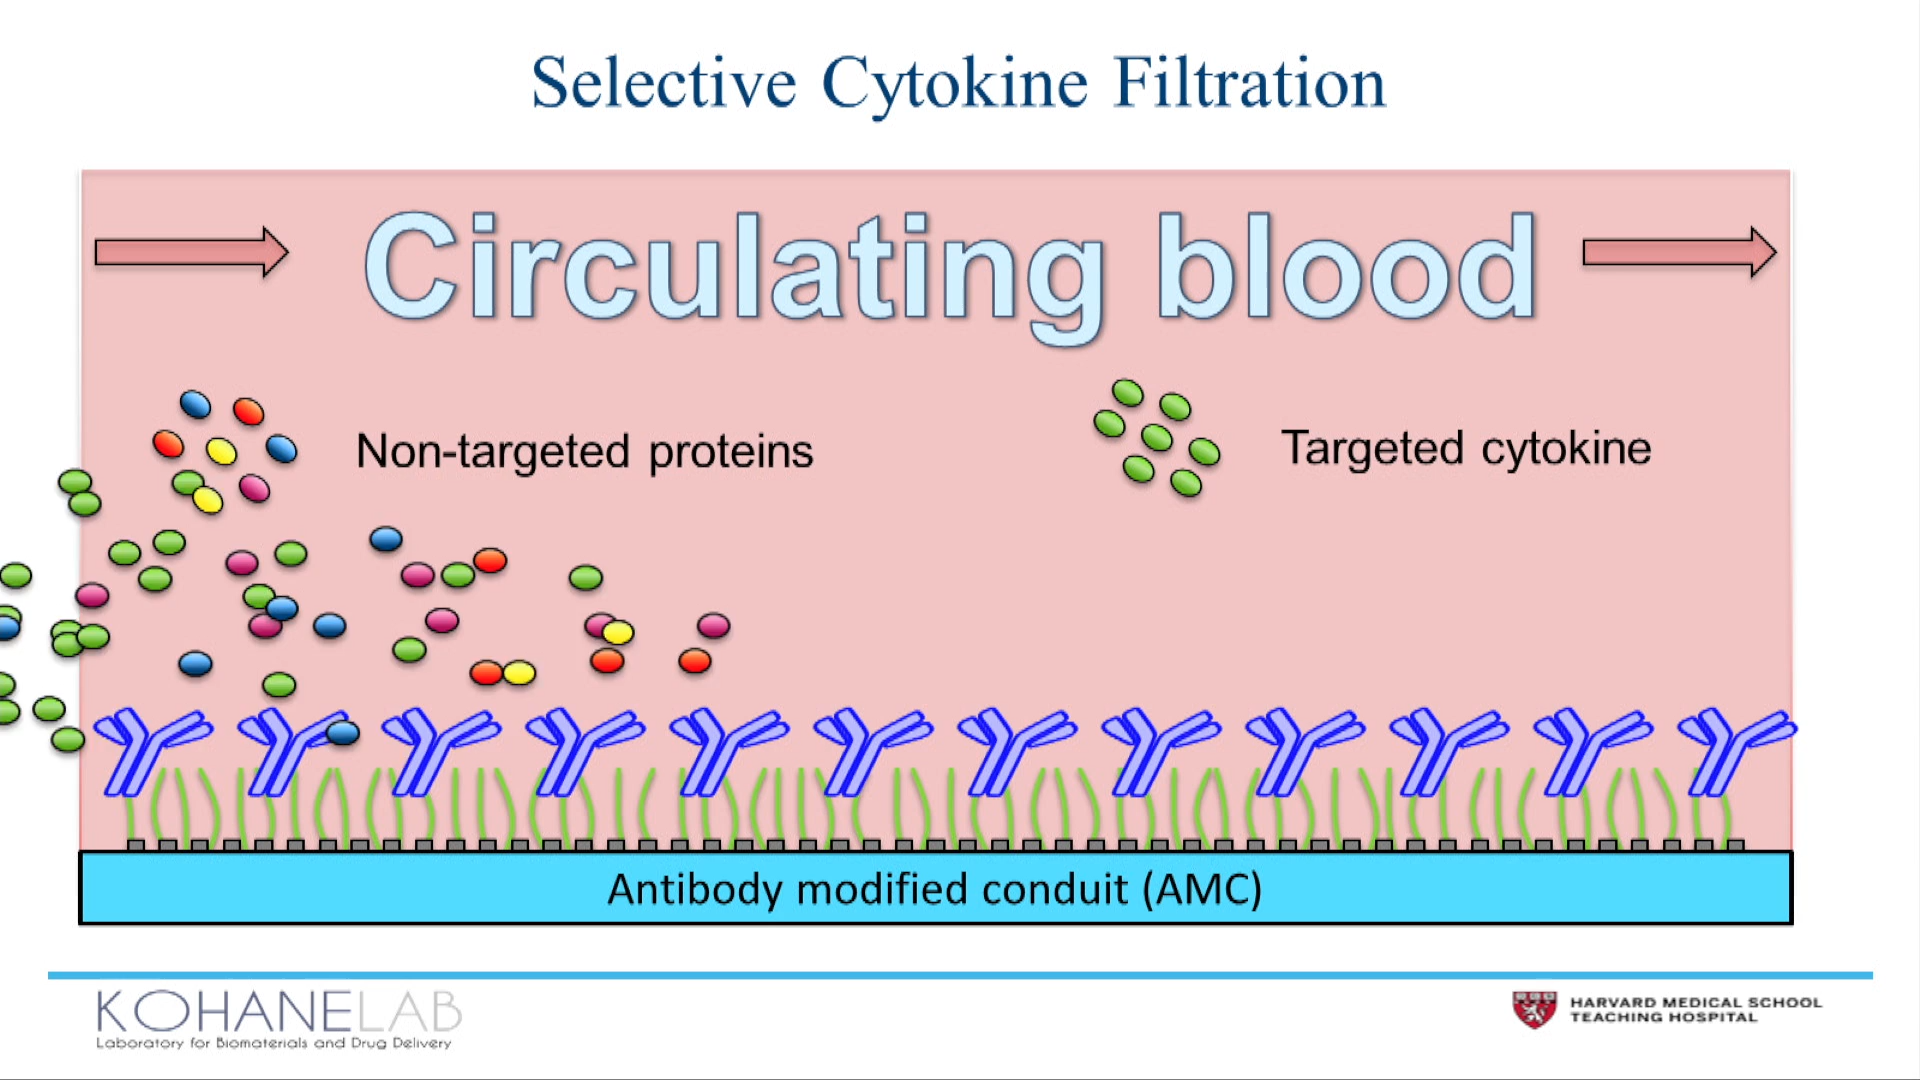 Selective Cytokine Filtration
Circulating blood
Non-targeted proteins
Targeted cytokine
Antibody modified conduit (AMC)
KOHANELAB
Laboratory for Biomaterials and Drug Delivery
HARVARD MEDICAL SCHOOL
TEACHING HOSPITAL